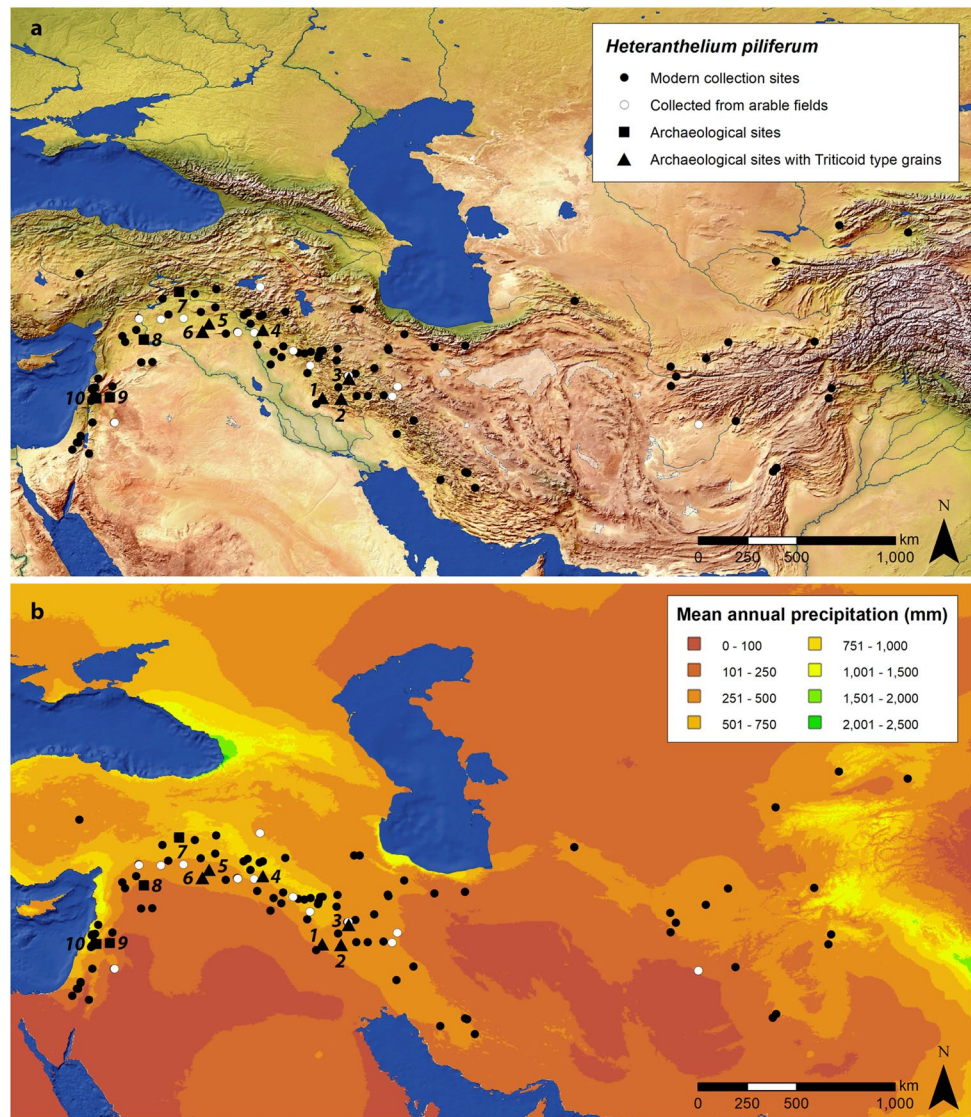 a
Heteranthelium piliferum
Modern collection sites
Collected from arable fields
Archaeological sites
Archaeological sites with Triticoid type grains
7
5
6
4
8
3
1
2
10
9
N
km
0 250 500 1,000
b
Mean annual precipitation (mm)
0 - 100
101 - 250
251 - 500
501 - 750
751 - 1,000
1,001 - 1,500
1,501 - 2,000
2,001 - 2,500
7
5
6
4
8
3
1
2
10
9
N
km
0 250 500 1,000